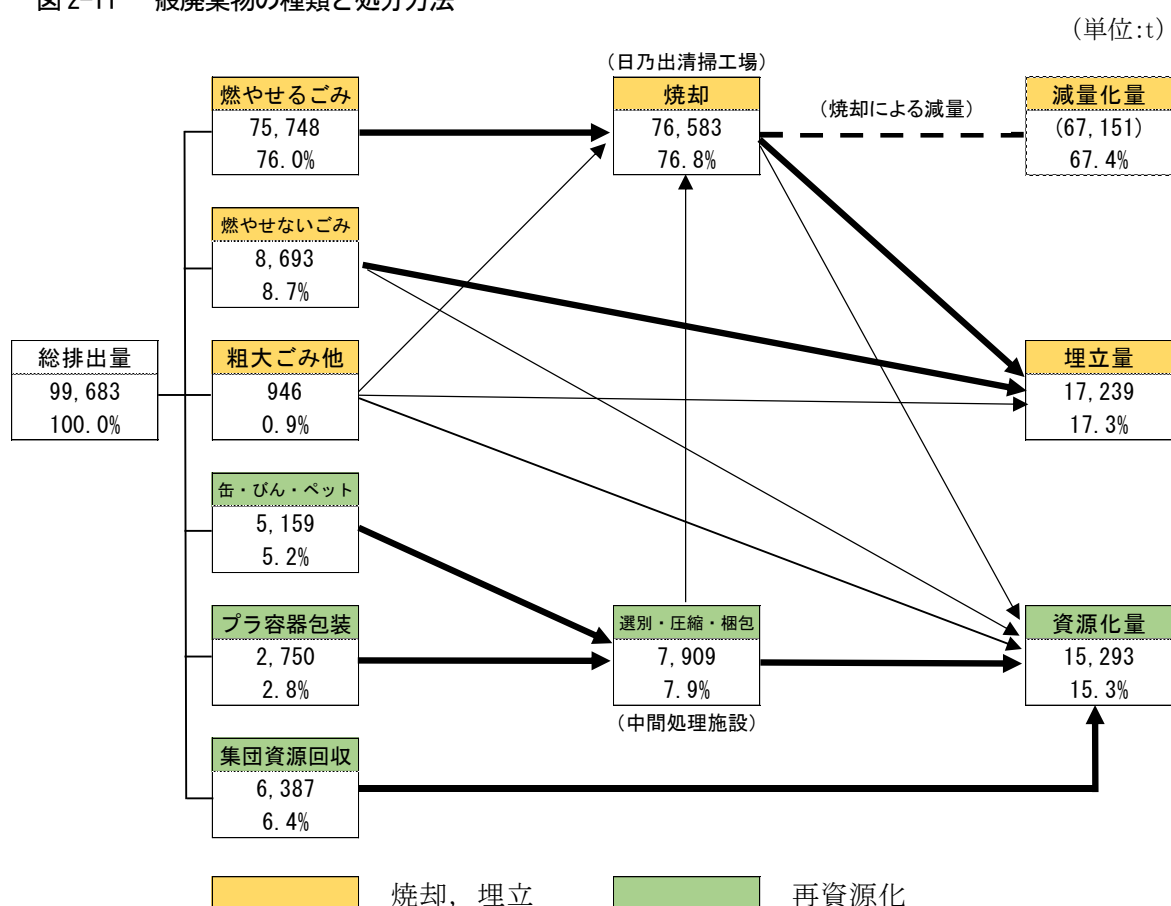 図 2-11 一般廃棄物の種類と処分方法
（単位:t）
（日乃出清掃工場）
燃やせるごみ
75,748
76.0%
焼却
76,583
76.8%
（焼却による減量）
減量化量
(67,151)
67.4%
燃やせないごみ
8,693
8.7%
総排出量
99,683
100.0%
粗大ごみ他
946
0.9%
埋立量
17,239
17.3%
缶・びん・ペット
5,159
5.2%
プラ容器包装
2,750
2.8%
選別・圧縮・梱包
7,909
7.9%
（中間処理施設）
資源化量
15,293
15.3%
集団資源回収
6,387
6.4%
焼却，埋立
再資源化